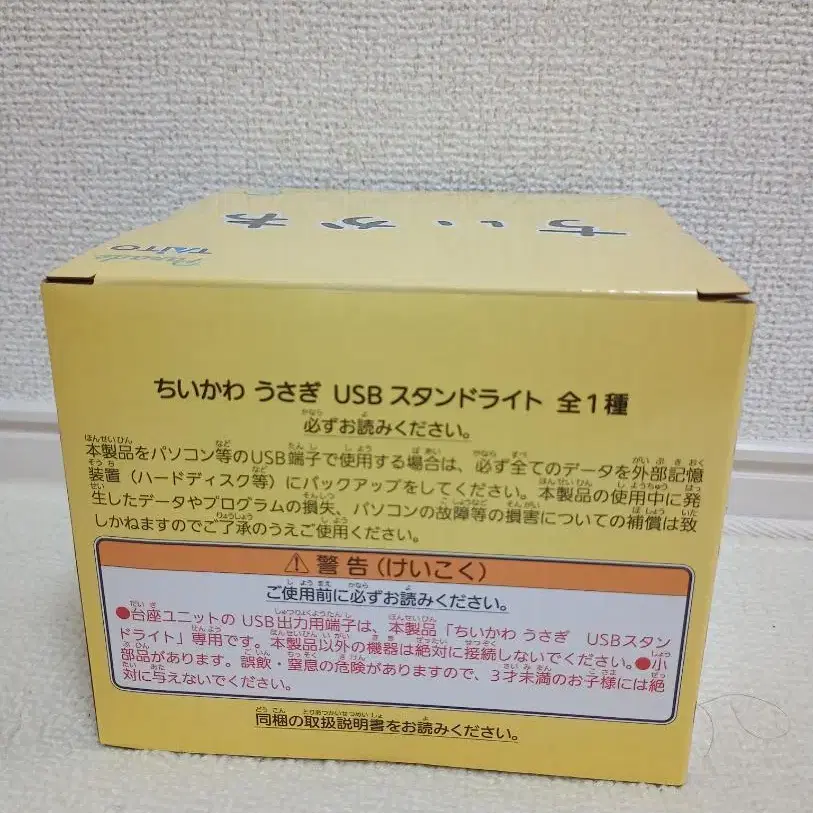 ちいかわ
TAITO
ちいかわ うさぎ USB スタンドライト 全1種
必ずお読みください。
本製品をパソコン等のUSB端子で使用する場合は、必ず全てのデータを外部記憶
装置（ハードディスク等）にバックアップをしてください。本製品の使用中に発
生したデータやプログラムの損失、パソコンの故障等の損害についての補償は致
しかねますのでご了承のうえご使用ください。
⚠警告（けいこく）
ご使用前に必ずお読みください。
●台座ユニットの USB出力用端子は、本製品「ちいかわ うさぎ USBスタン
ドライト」専用です。本製品以外の機器は絶対に接続しないでください。●小
部品があります。誤飲・窒息の危険がありますので、3才未満のお子様には絶
対に与えないでください。
同梱の取扱説明書をお読みください。